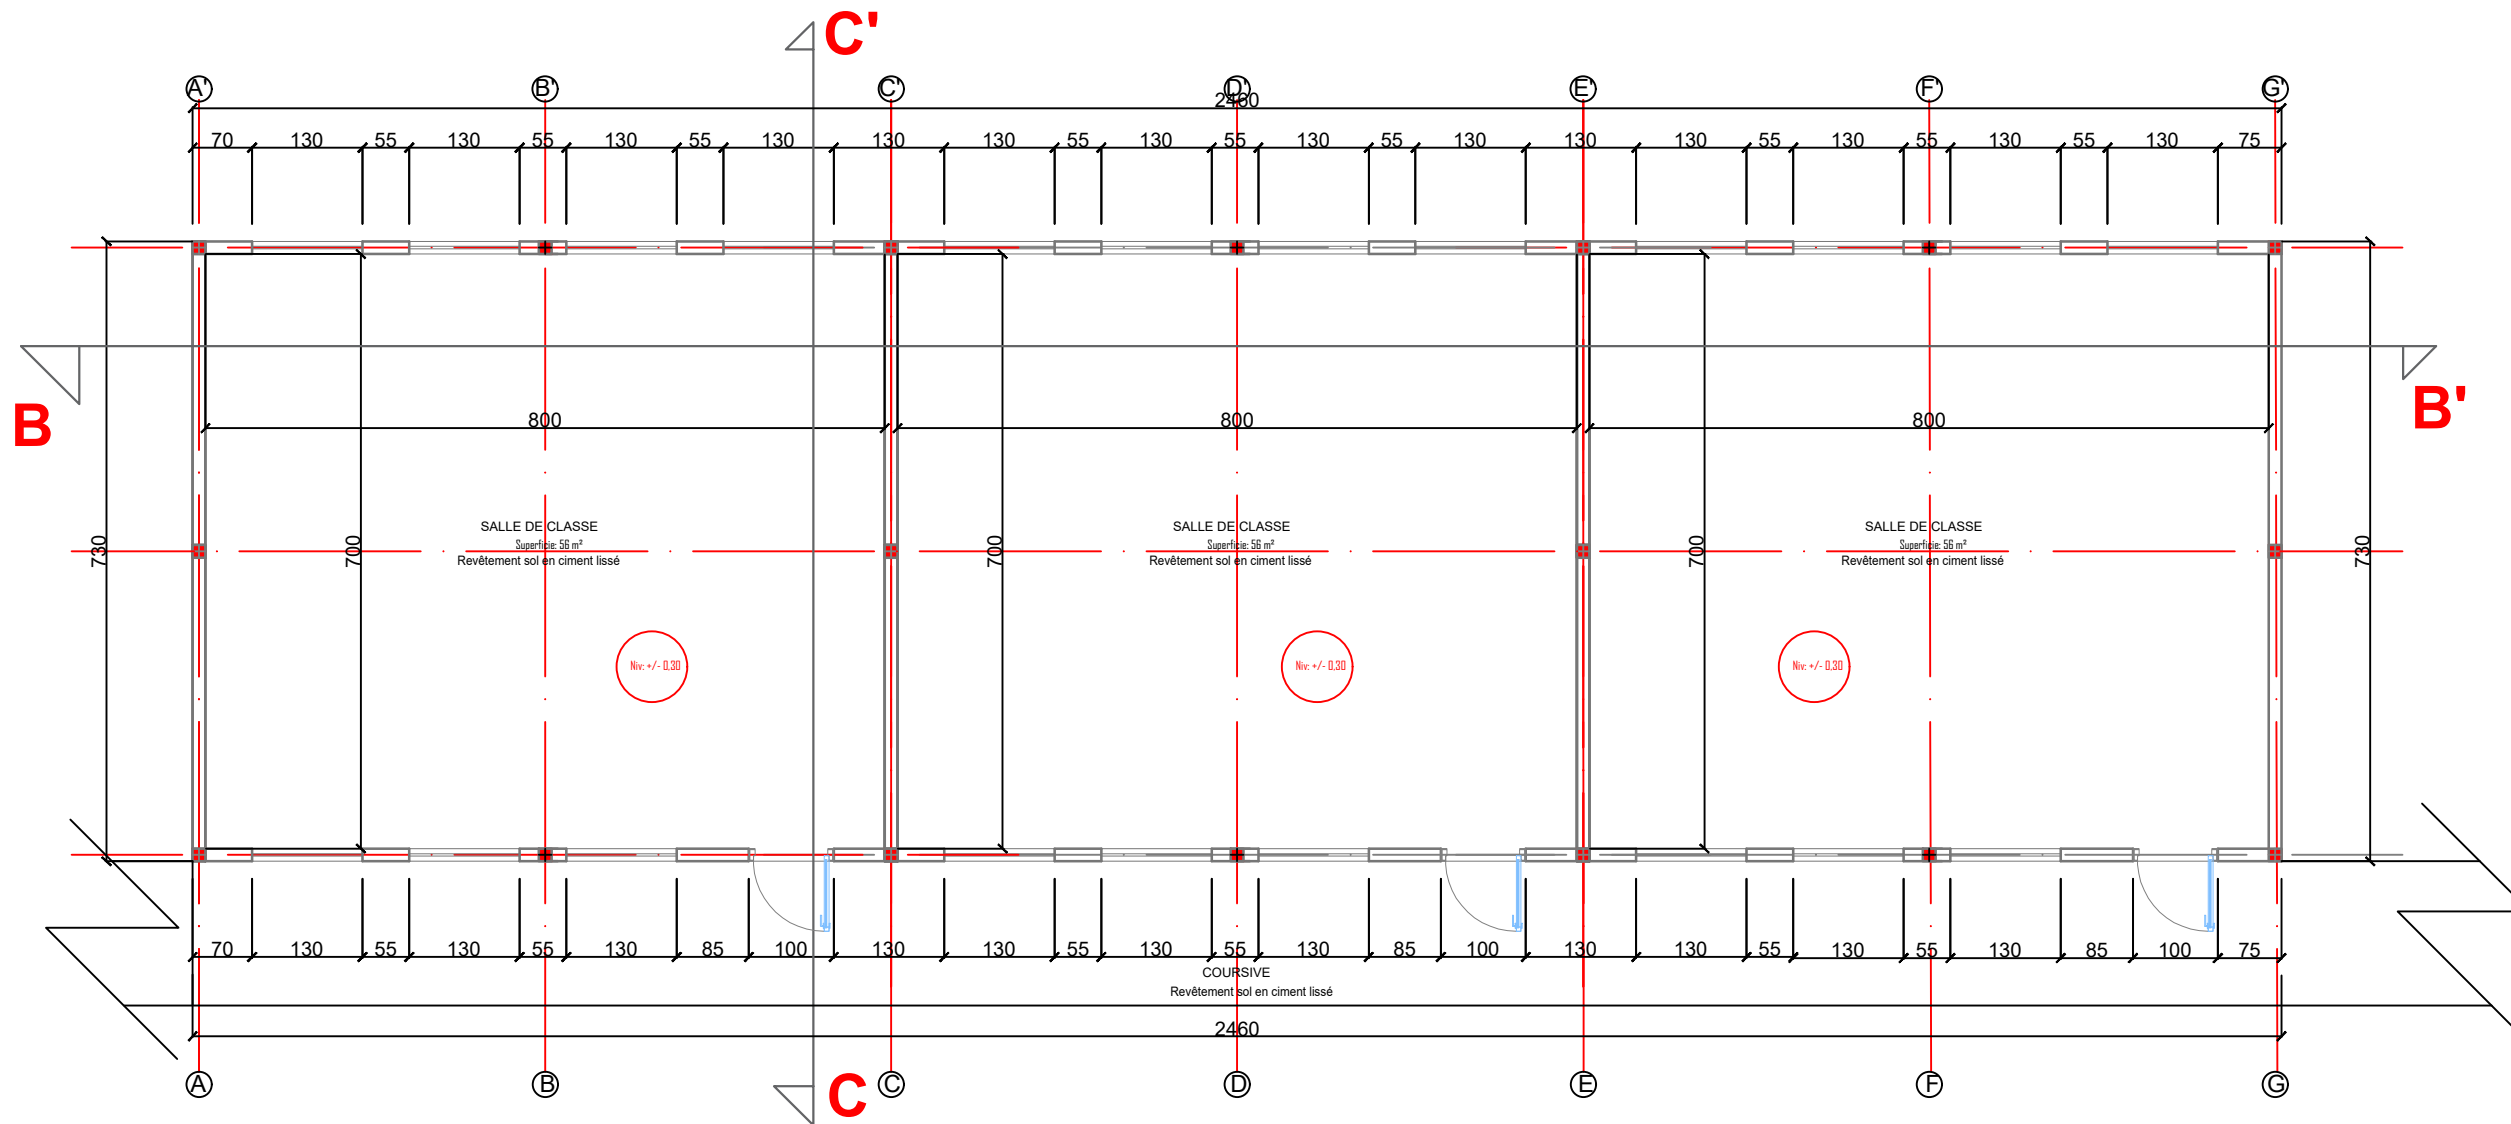 C'
A' B' C' D' E' F' G'
2460
70 130 55 130 55 130 55 130 130 130 55 130 55 130 55 130 130 130 55 130 55 130 55 130 75
B B'
800 800 800
730 700 700 700 730
SALLE DE CLASSE SALLE DE CLASSE SALLE DE CLASSE
Superficie: 56 m² Superficie: 56 m² Superficie: 56 m²
Revêtement sol en ciment lissé Revêtement sol en ciment lissé Revêtement sol en ciment lissé
Niv: +/- 0,30 Niv: +/- 0,30 Niv: +/- 0,30
70 130 55 130 55 130 85 100 130 130 55 130 55 130 85 100 130 130 55 130 55 130 85 100 75
COURSIVE
Revêtement sol en ciment lissé
2460
A B C D E F G
C